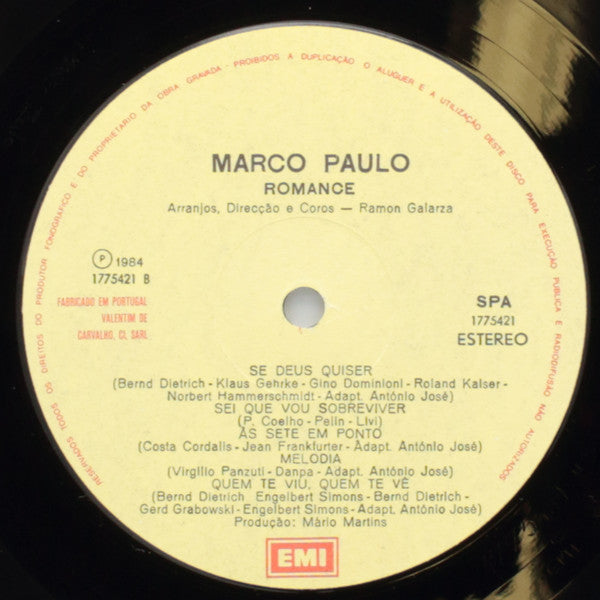 RESERVADOS TODOS OS DIREITOS DO PRODUTOR FONOGRÁFICO E DO PROPRIETÁRIO DA OBRA GRAVADA - PROIBIDOS A DUPLICAÇÃO O ALUGUER E A UTILIZAÇÃO DESTE DISCO PARA EXECUÇÃO PUBLICA E RADIODIFUSÃO NÃO AUTORIZADOS
MARCO PAULO
ROMANCE
Arranjos, Direcção e Coros — Ramon Galarza
Ⓟ 1984
1775421 B
FABRICADO EM PORTUGAL
VALENTIM DE
CARVALHO, CI, SARL
SPA
1775421
ESTEREO
SE DEUS QUISER
(Bernd Dietrich - Klaus Gehrke - Gino Dominioni - Roland Kaiser -
Norbert Hammerschmidt - Adapt. António José)
SEI QUE VOU SOBREVIVER
(P. Coelho - Pelin - Livi)
ÀS SETE EM PONTO
(Costa Cordalis - Jean Frankfurter - Adapt. António José)
MELODIA
(Virgílio Panzuti - Danpa - Adapt. António José)
QUEM TE VIU, QUEM TE VÊ
(Bernd Dietrich, Engelbert Simons - Bernd Dietrich -
Gerd Grabowski - Engelbert Simons - Adapt. António José)
Produção: Mário Martins
EMI